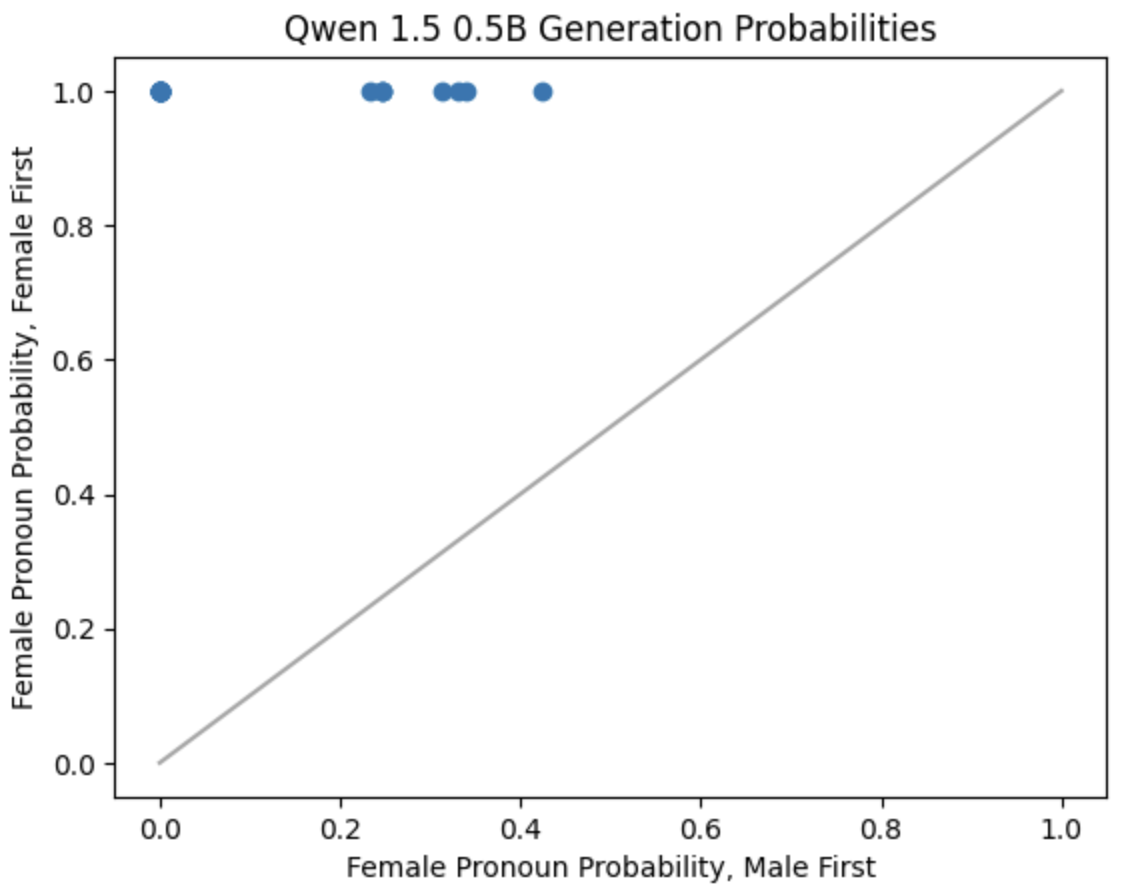 Qwen 1.5 0.5B Generation Probabilities
Female Pronoun Probability, Female First
1.0
0.8
0.6
0.4
0.2
0.0
0.0 0.2 0.4 0.6 0.8 1.0
Female Pronoun Probability, Male First